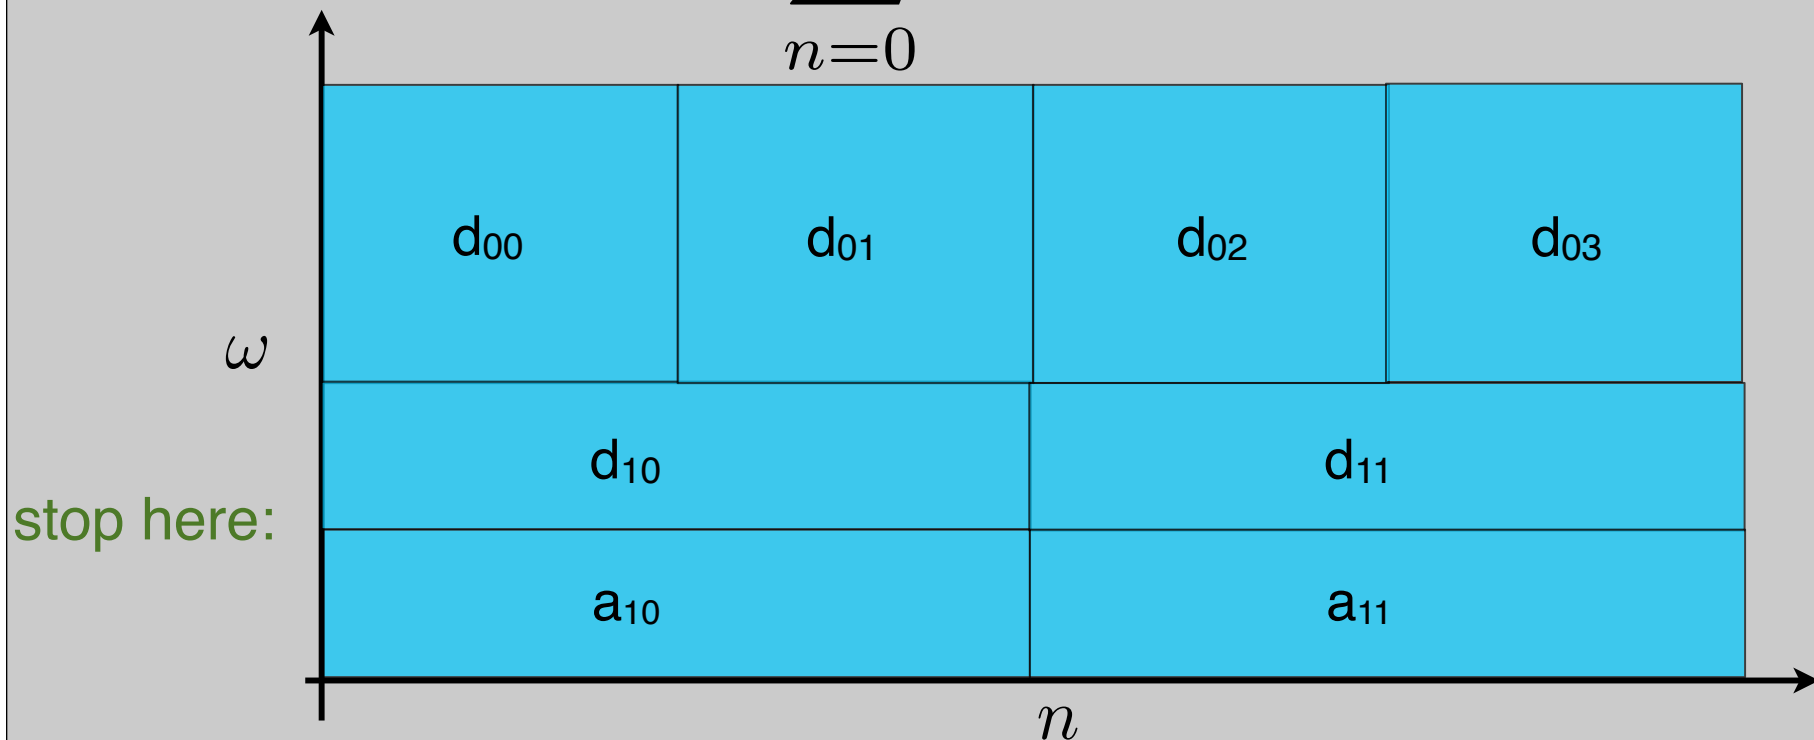 n=0
d₀₀ d₀₁ d₀₂ d₀₃
ω
d₁₀ d₁₁
stop here:
a₁₀ a₁₁
n